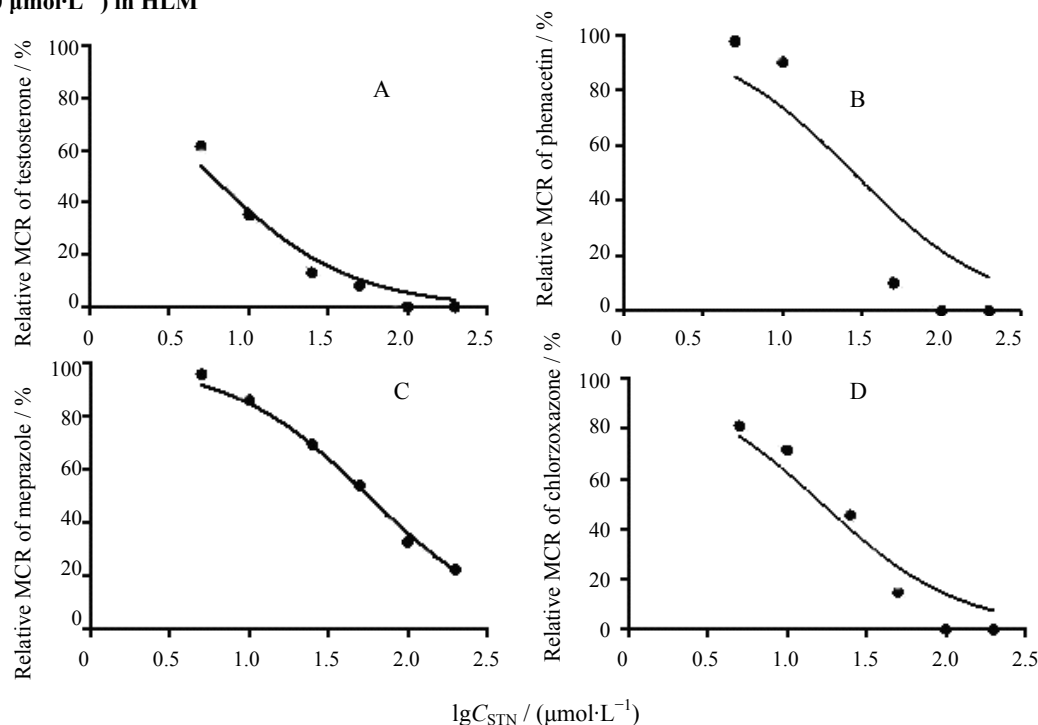 μmol·L⁻¹) in HLM
Relative MCR of testosterone / %
100
80
60
40
20
0
A
0 0.5 1.0 1.5 2.0 2.5
Relative MCR of phenacetin / %
100
80
60
40
20
0
B
0 0.5 1.0 1.5 2.0 2.5
Relative MCR of meprazole / %
100
80
60
40
20
0
C
0 0.5 1.0 1.5 2.0 2.5
Relative MCR of chlorzoxazone / %
100
80
60
40
20
0
D
0 0.5 1.0 1.5 2.0 2.5
lgC_STN / (μmol·L⁻¹)